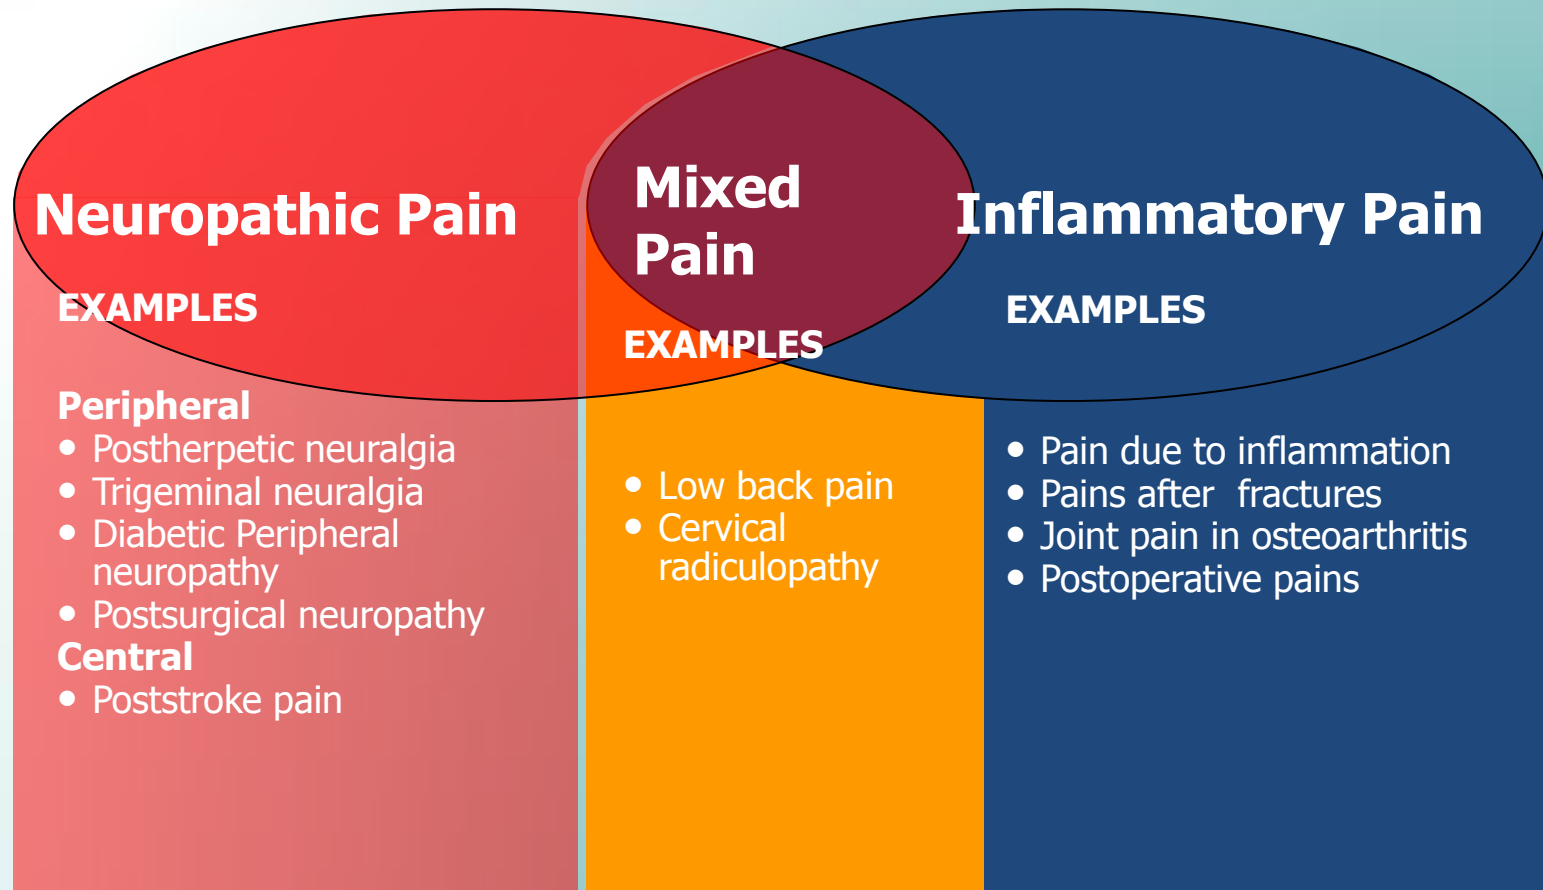 Neuropathic Pain
EXAMPLES
Peripheral
• Postherpetic neuralgia
• Trigeminal neuralgia
• Diabetic Peripheral
neuropathy
• Postsurgical neuropathy
Central
• Poststroke pain
Mixed
Pain
EXAMPLES
• Low back pain
• Cervical
radiculopathy
Inflammatory Pain
EXAMPLES
• Pain due to inflammation
• Pains after  fractures
• Joint pain in osteoarthritis
• Postoperative pains